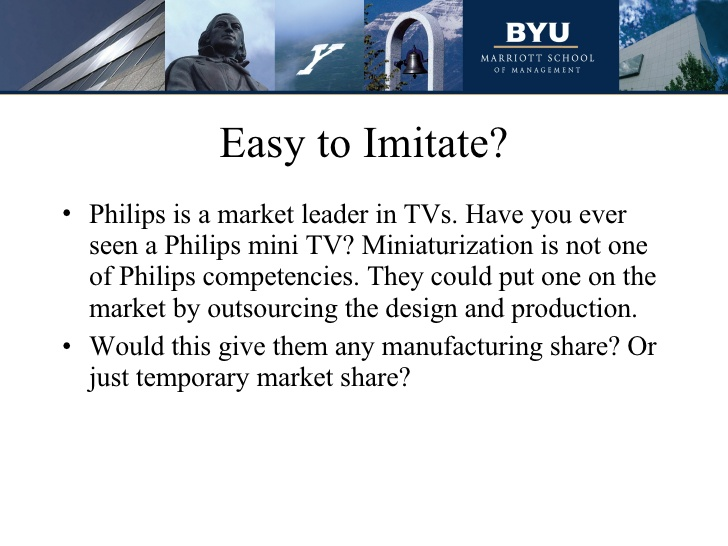 Y
BYU
MARRIOTT SCHOOL
OF MANAGEMENT
Easy to Imitate?
• Philips is a market leader in TVs. Have you ever
seen a Philips mini TV? Miniaturization is not one
of Philips competencies. They could put one on the
market by outsourcing the design and production.
• Would this give them any manufacturing share? Or
just temporary market share?